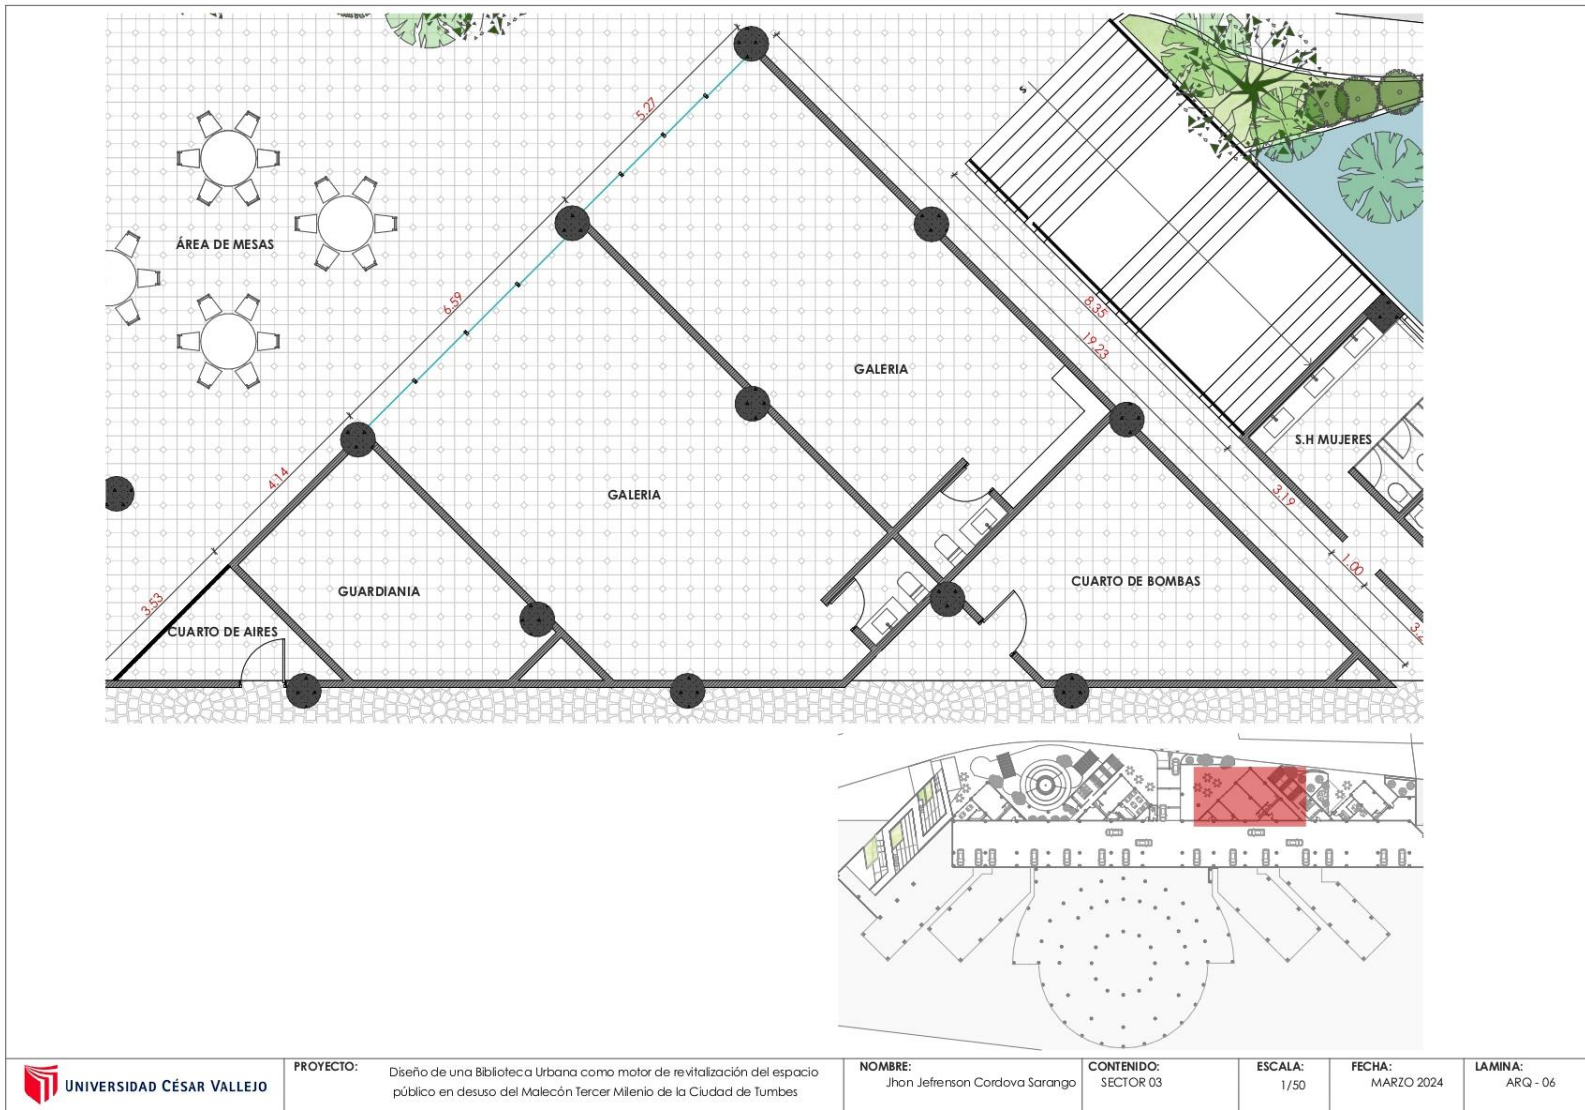 5.27
S
ÁREA DE MESAS
6.59
8.35
19.23
GALERIA
S.H MUJERES
4.14
GALERIA
3.19
1.00
CUARTO DE BOMBAS
GUARDIANIA
3.53
CUARTO DE AIRES
UNIVERSIDAD CÉSAR VALLEJO
PROYECTO:
Diseño de una Biblioteca Urbana como motor de revitalización del espacio
público en desuso del Malecón Tercer Milenio de la Ciudad de Tumbes
NOMBRE:
Jhon Jefrenson Cordova Sarango
CONTENIDO:
SECTOR 03
ESCALA:
1/50
FECHA:
MARZO 2024
LAMINA:
ARQ - 06